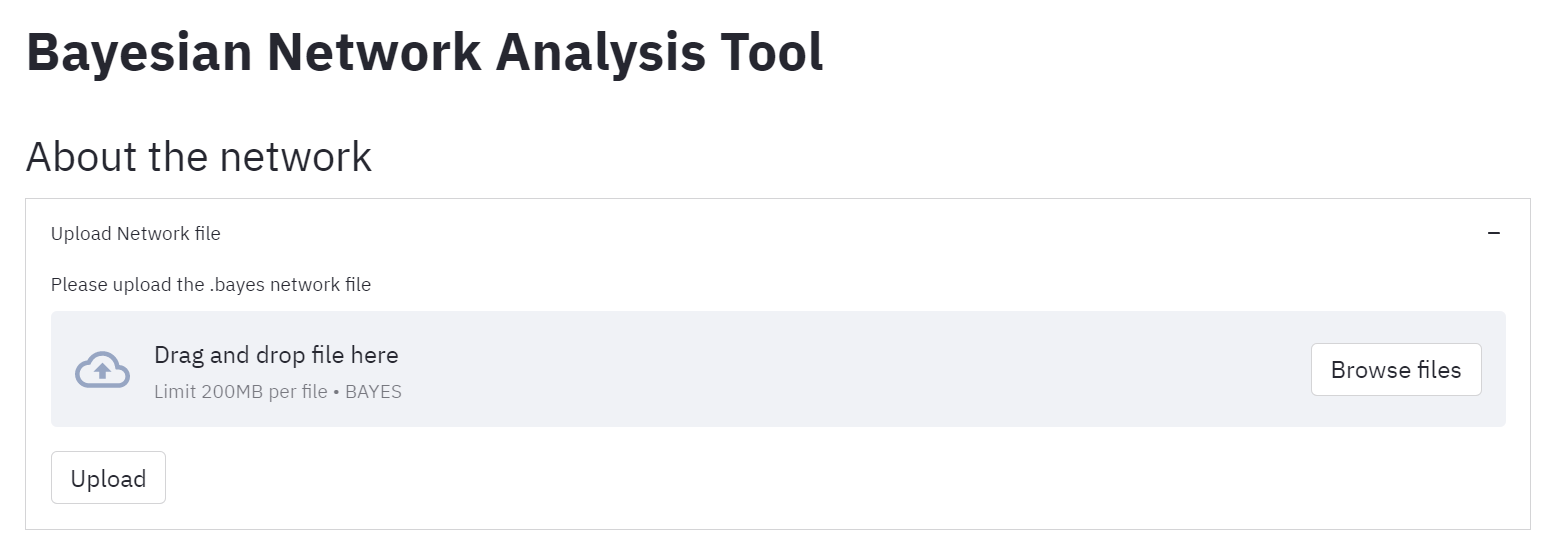 Bayesian Network Analysis Tool
About the network
Upload Network file
Please upload the .bayes network file
Drag and drop file here
Limit 200MB per file • BAYES
Browse files
Upload